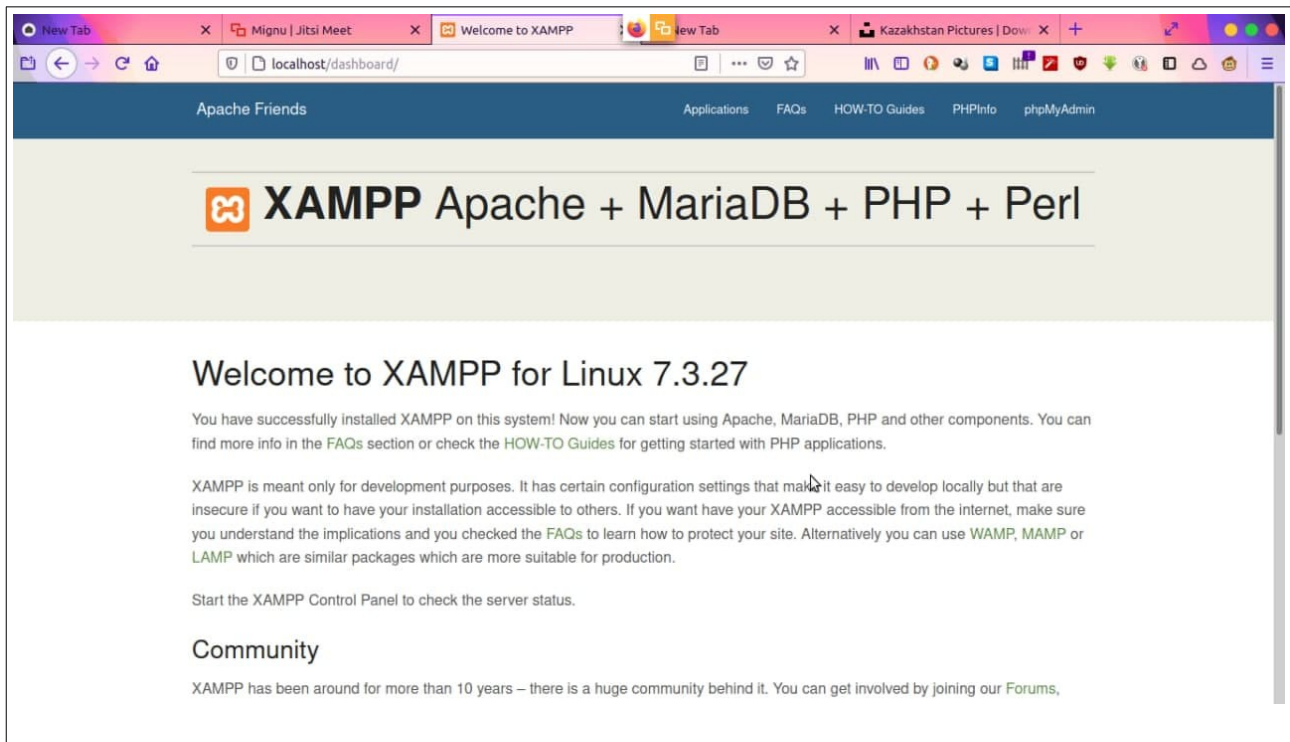 New Tab
Mignu | Jitsi Meet
Welcome to XAMPP
New Tab
Kazakhstan Pictures | Dow
localhost/dashboard/
Apache Friends
Applications
FAQs
HOW-TO Guides
PHPInfo
phpMyAdmin
XAMPP Apache + MariaDB + PHP + Perl
Welcome to XAMPP for Linux 7.3.27
You have successfully installed XAMPP on this system! Now you can start using Apache, MariaDB, PHP and other components. You can
find more info in the FAQs section or check the HOW-TO Guides for getting started with PHP applications.
XAMPP is meant only for development purposes. It has certain configuration settings that make it easy to develop locally but that are
insecure if you want to have your installation accessible to others. If you want have your XAMPP accessible from the internet, make sure
you understand the implications and you checked the FAQs to learn how to protect your site. Alternatively you can use WAMP, MAMP or
LAMP which are similar packages which are more suitable for production.
Start the XAMPP Control Panel to check the server status.
Community
XAMPP has been around for more than 10 years – there is a huge community behind it. You can get involved by joining our Forums,